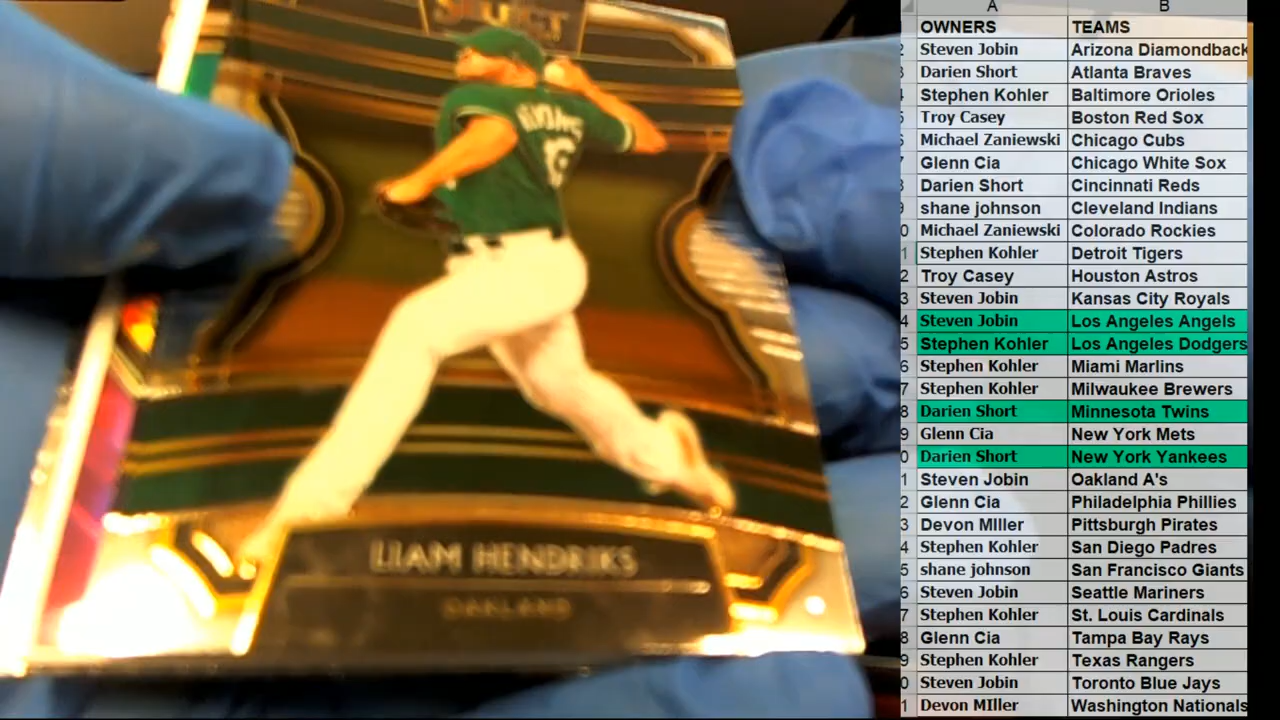 SELECT
LIAM HENDRIKS
OAKLAND
A B
OWNERS TEAMS
Steven Jobin Arizona Diamondback
Darien Short Atlanta Braves
Stephen Kohler Baltimore Orioles
Troy Casey Boston Red Sox
Michael Zaniewski Chicago Cubs
Glenn Cia Chicago White Sox
Darien Short Cincinnati Reds
shane johnson Cleveland Indians
Michael Zaniewski Colorado Rockies
Stephen Kohler Detroit Tigers
Troy Casey Houston Astros
Steven Jobin Kansas City Royals
Steven Jobin Los Angeles Angels
Stephen Kohler Los Angeles Dodgers
Stephen Kohler Miami Marlins
Stephen Kohler Milwaukee Brewers
Darien Short Minnesota Twins
Glenn Cia New York Mets
Darien Short New York Yankees
Steven Jobin Oakland A's
Glenn Cia Philadelphia Phillies
Devon MIller Pittsburgh Pirates
Stephen Kohler San Diego Padres
shane johnson San Francisco Giants
Steven Jobin Seattle Mariners
Stephen Kohler St. Louis Cardinals
Glenn Cia Tampa Bay Rays
Stephen Kohler Texas Rangers
Steven Jobin Toronto Blue Jays
Devon MIller Washington Nationals